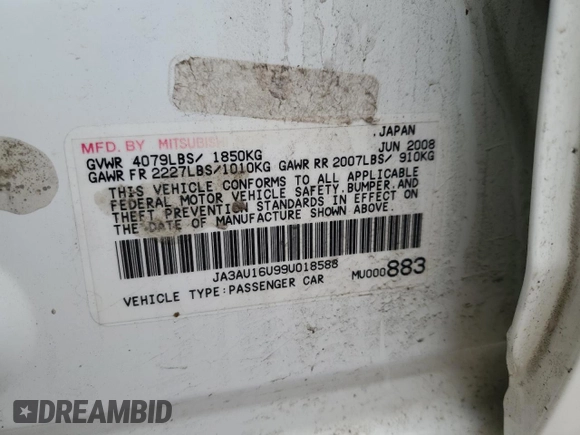 MFD. BY MITSUBISH . JAPAN
GVWR 4079LBS/ 1850KG JUN 2008
GAWR FR 2227LBS/1010KG GAWR RR 2007LBS/ 910KG
THIS VEHICLE CONFORMS TO ALL APPLICABLE
FEDERAL MOTOR VEHICLE SAFETY.BUMPER.AND
THEFT PREVENTION STANDARDS IN EFFECT ON
THE DATE OF MANUFACTURE SHOWN ABOVE.
JA3AU16U99U018588
VEHICLE TYPE:PASSENGER CAR MU000883
DREAMBID